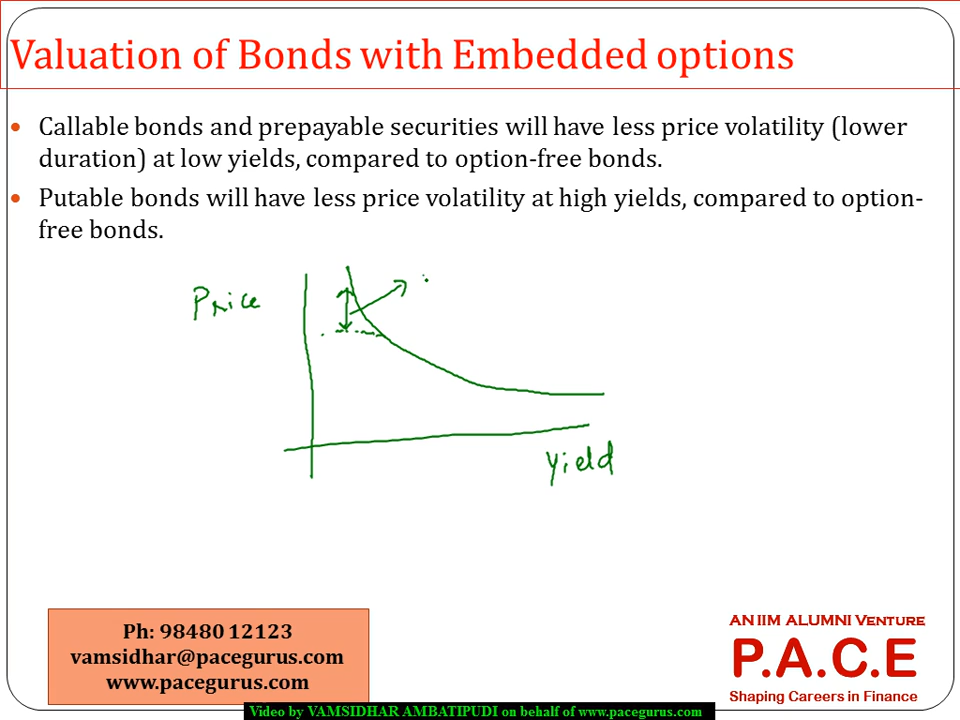 Valuation of Bonds with Embedded options
• Callable bonds and prepayable securities will have less price volatility (lower
duration) at low yields, compared to option-free bonds.
• Putable bonds will have less price volatility at high yields, compared to option-
free bonds.
Price
Yield
Ph: 98480 12123
vamsidhar@pacegurus.com
www.pacegurus.com
AN IIM ALUMNI VENTURE
P.A.C.E
Shaping Careers in Finance
Video by VAMSIDHAR AMBATIPUDI on behalf of www.pacegurus.com